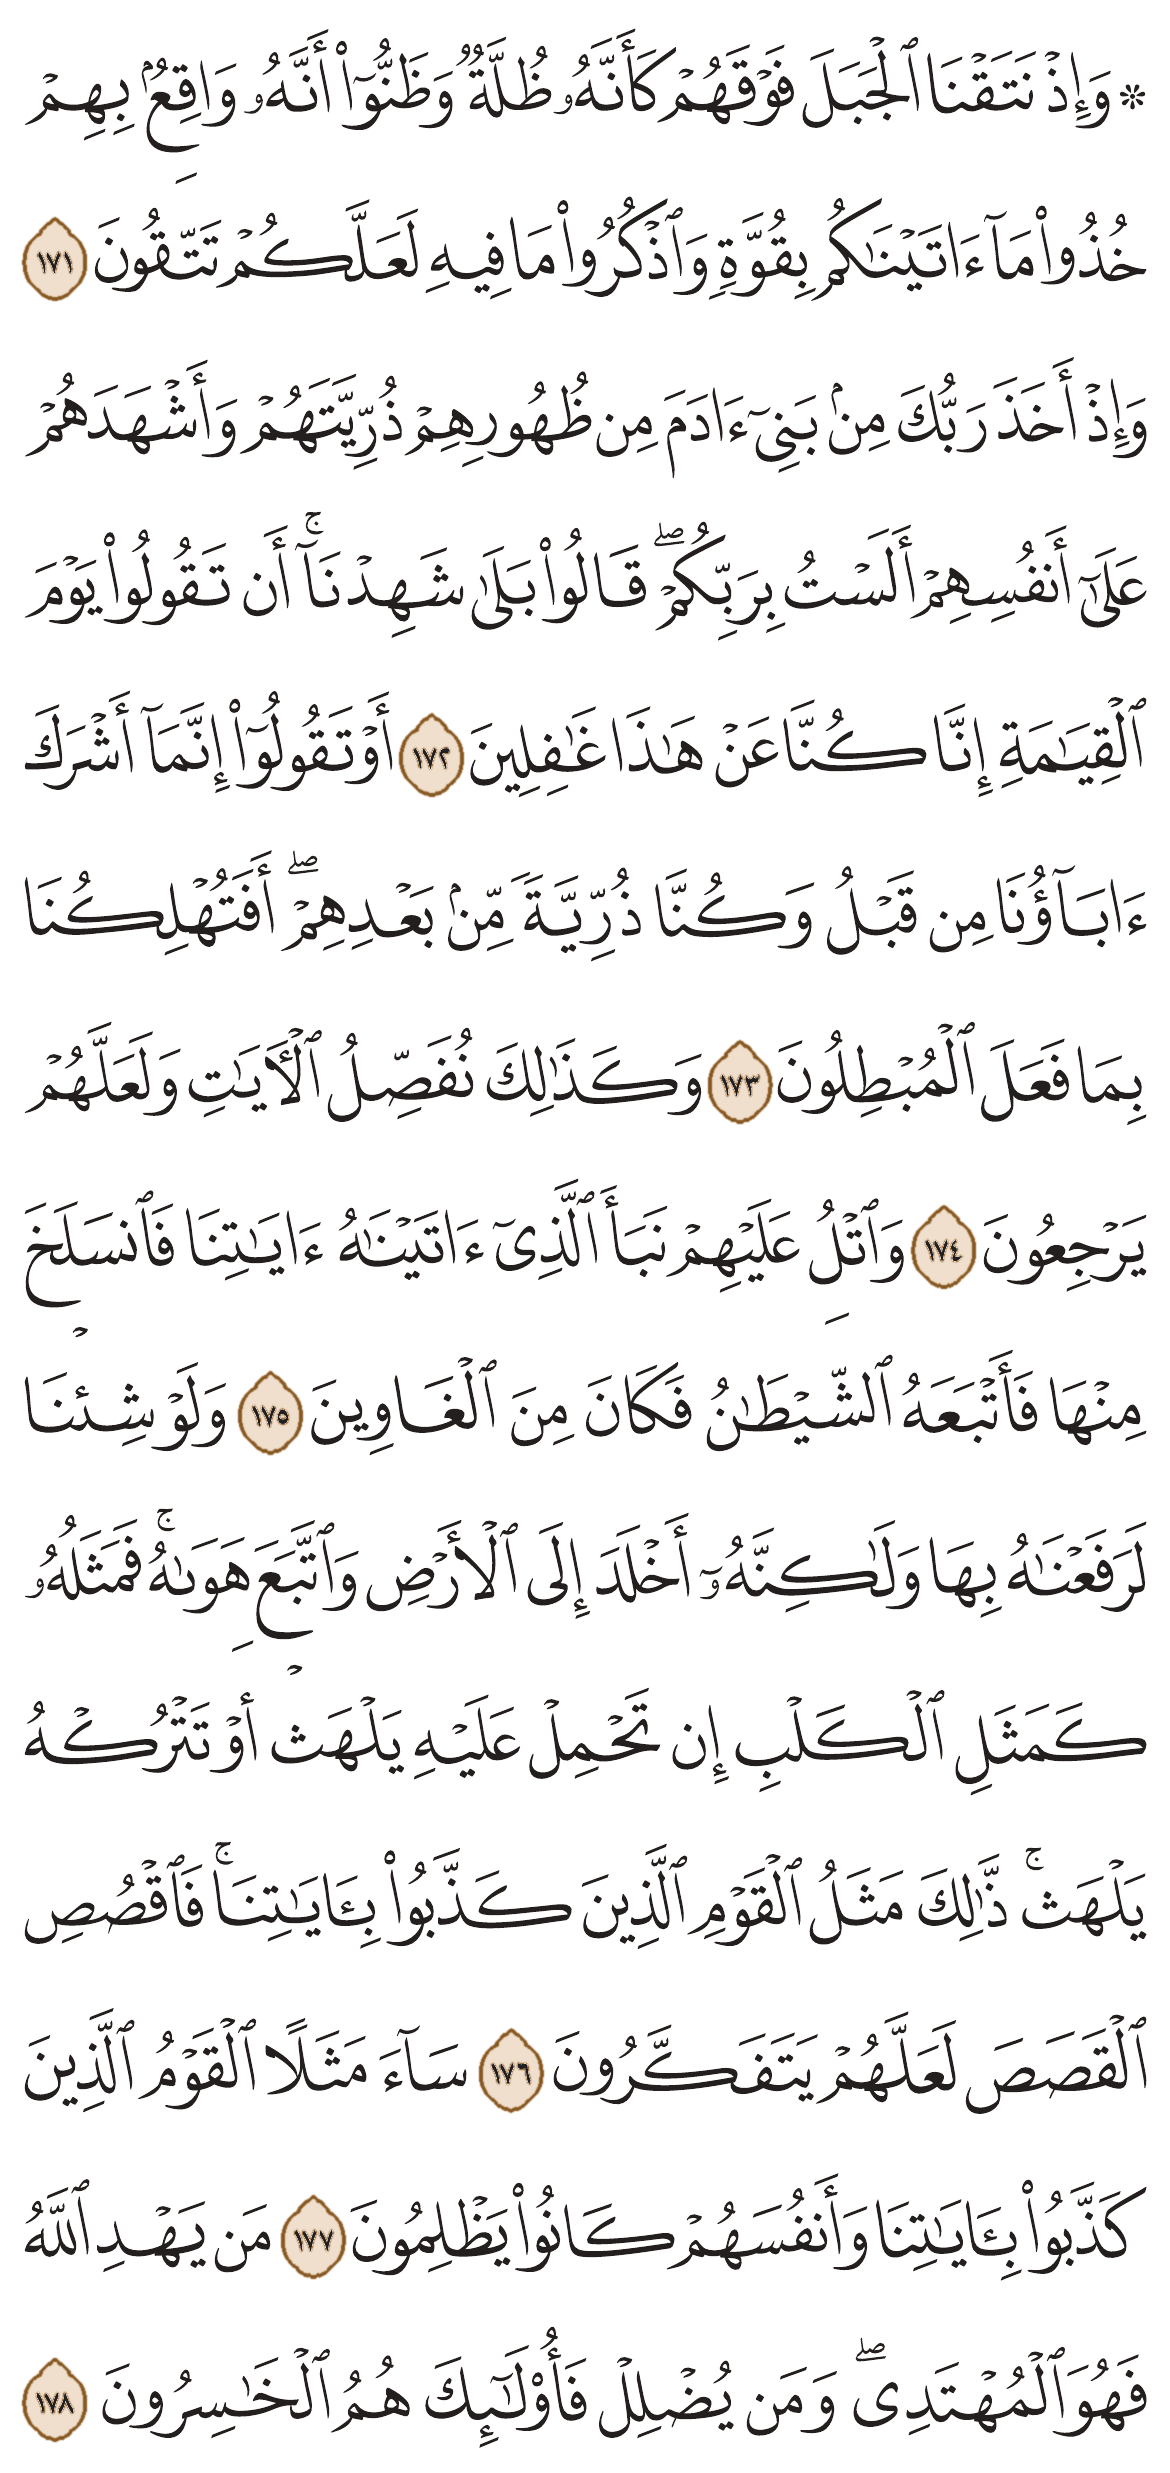 ۞ وَإِذۡ نَتَقۡنَا ٱلۡجَبَلَ فَوۡقَهُمۡ كَأَنَّهُۥ ظُلَّةٞ وَظَنُّوٓاْ أَنَّهُۥ وَاقِعُۢ بِهِمۡ
خُذُواْ مَآ ءَاتَيۡنَٰكُم بِقُوَّةٖ وَٱذۡكُرُواْ مَا فِيهِ لَعَلَّكُمۡ تَتَّقُونَ ١٧١
وَإِذۡ أَخَذَ رَبُّكَ مِنۢ بَنِيٓ ءَادَمَ مِن ظُهُورِهِمۡ ذُرِّيَّتَهُمۡ وَأَشۡهَدَهُمۡ
عَلَىٰٓ أَنفُسِهِمۡ أَلَسۡتُ بِرَبِّكُمۡۖ قَالُواْ بَلَىٰ شَهِدۡنَآۚ أَن تَقُولُواْ يَوۡمَ
ٱلۡقِيَٰمَةِ إِنَّا كُنَّا عَنۡ هَٰذَا غَٰفِلِينَ ١٧٢ أَوۡ تَقُولُوٓاْ إِنَّمَآ أَشۡرَكَ
ءَابَآؤُنَا مِن قَبۡلُ وَكُنَّا ذُرِّيَّةٗ مِّنۢ بَعۡدِهِمۡۖ أَفَتُهۡلِكُنَا
بِمَا فَعَلَ ٱلۡمُبۡطِلُونَ ١٧٣ وَكَذَٰلِكَ نُفَصِّلُ ٱلۡأٓيَٰتِ وَلَعَلَّهُمۡ
يَرۡجِعُونَ ١٧٤ وَٱتۡلُ عَلَيۡهِمۡ نَبَأَ ٱلَّذِيٓ ءَاتَيۡنَٰهُ ءَايَٰتِنَا فَٱنسَلَخَ
مِنۡهَا فَأَتۡبَعَهُ ٱلشَّيۡطَٰنُ فَكَانَ مِنَ ٱلۡغَاوِينَ ١٧٥ وَلَوۡ شِئۡنَا
لَرَفَعۡنَٰهُ بِهَا وَلَٰكِنَّهُۥٓ أَخۡلَدَ إِلَى ٱلۡأَرۡضِ وَٱتَّبَعَ هَوَىٰهُۚ فَمَثَلُهُۥ
كَمَثَلِ ٱلۡكَلۡبِ إِن تَحۡمِلۡ عَلَيۡهِ يَلۡهَثۡ أَوۡ تَتۡرُكۡهُ
يَلۡهَثۚ ذَّٰلِكَ مَثَلُ ٱلۡقَوۡمِ ٱلَّذِينَ كَذَّبُواْ بِـَٔايَٰتِنَاۚ فَٱقۡصُصِ
ٱلۡقَصَصَ لَعَلَّهُمۡ يَتَفَكَّرُونَ ١٧٦ سَآءَ مَثَلًا ٱلۡقَوۡمُ ٱلَّذِينَ
كَذَّبُواْ بِـَٔايَٰتِنَا وَأَنفُسَهُمۡ كَانُواْ يَظۡلِمُونَ ١٧٧ مَن يَهۡدِ ٱللَّهُ
فَهُوَ ٱلۡمُهۡتَدِيۖ وَمَن يُضۡلِلۡ فَأُوْلَٰٓئِكَ هُمُ ٱلۡخَٰسِرُونَ ١٧٨